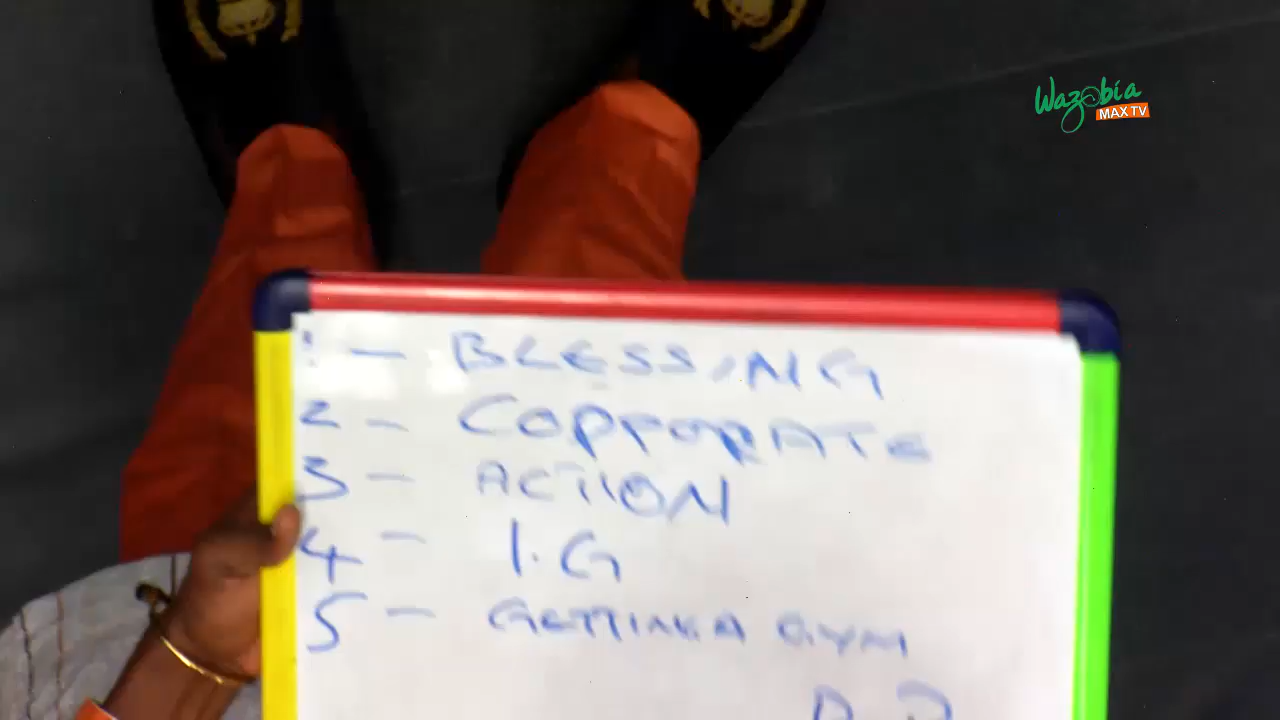 Wazobia
MAX TV
1 - BLESSING
2 - COPPORATE
3 - ACTION
4 - I.G
5 - GETTING A GYM